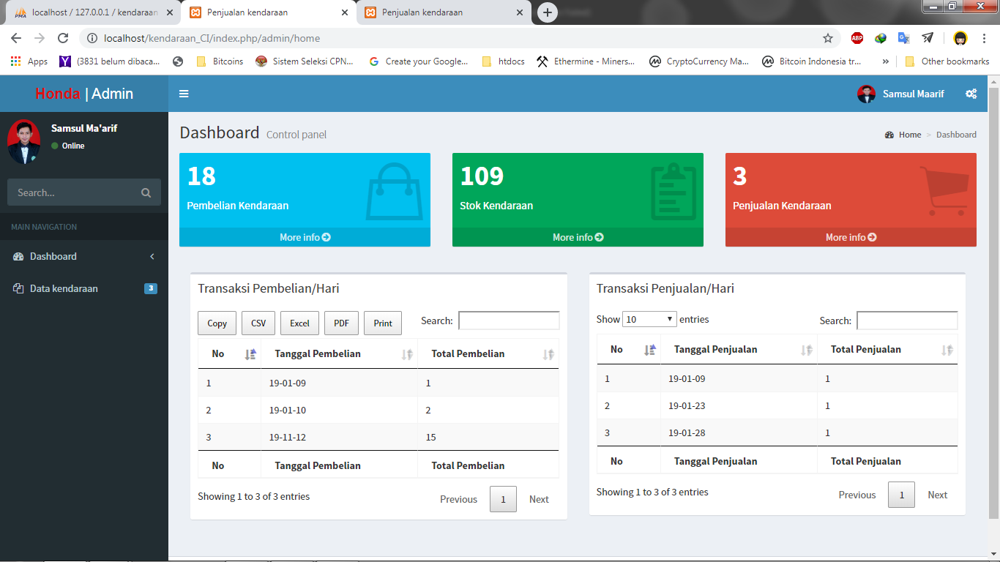 localhost / 127.0.0.1 / kendaraan
Penjualan kendaraan
Penjualan kendaraan
localhost/kendaraan_CI/index.php/admin/home
ABP
Apps
(3831 belum dibaca...
Bitcoins
Sistem Seleksi CPN...
Create your Google...
htdocs
Ethermine - Miners...
CryptoCurrency Ma...
Bitcoin Indonesia tr...
»
Other bookmarks
Honda | Admin
Samsul Maarif
Samsul Ma'arif
Online
Search...
MAIN NAVIGATION
Dashboard
Data kendaraan 3
Dashboard Control panel
Home > Dashboard
18
Pembelian Kendaraan
More info
109
Stok Kendaraan
More info
3
Penjualan Kendaraan
More info
Transaksi Pembelian/Hari
Copy CSV Excel PDF Print Search:
No Tanggal Pembelian Total Pembelian
1 19-01-09 1
2 19-01-10 2
3 19-11-12 15
No Tanggal Pembelian Total Pembelian
Showing 1 to 3 of 3 entries
Previous 1 Next
Transaksi Penjualan/Hari
Show 10 entries Search:
No Tanggal Penjualan Total Penjualan
1 19-01-09 1
2 19-01-23 1
3 19-01-28 1
No Tanggal Penjualan Total Penjualan
Showing 1 to 3 of 3 entries
Previous 1 Next